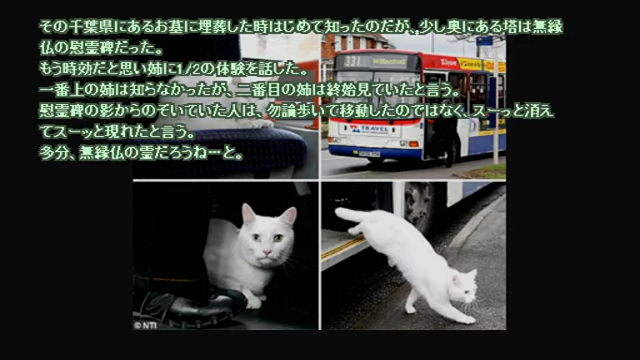 その千葉県にあるお墓に埋葬した時はじめて知ったのだが、少し奥にある塔は無縁
仏の慰霊碑だった。
もう時効だと思い姉に1/2の体験を話した。
一番上の姉は知らなかったが、二番目の姉は終始見ていたと言う。
慰霊碑の影からのぞいていた人は、勿論歩いて移動したのではなく、スーっと消え
てスーッと現れたと言う。
多分、無縁仏の霊だろうね…と。
331 Willenhall
TRAVEL
© NTI